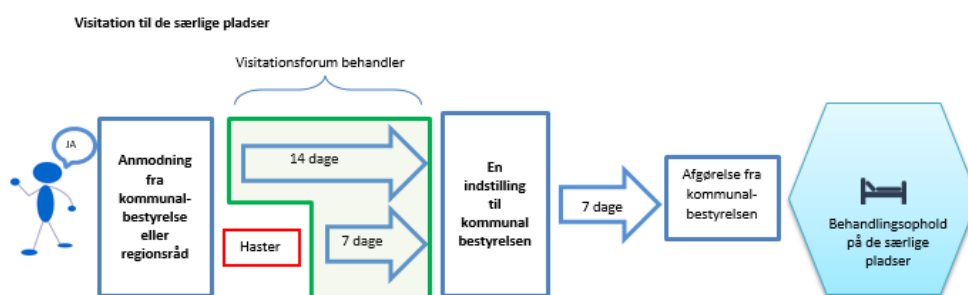 Visitation til de særlige pladser
Visitationsforum behandler
JA
Anmodning
fra
kommunal-
bestyrelse
eller
regionsråd
14 dage
Haster
7 dage
En
indstilling
til
kommunal
bestyrelsen
7 dage
Afgørelse fra
kommunal-
bestyrelsen
Behandlingsophold
på de særlige
pladser